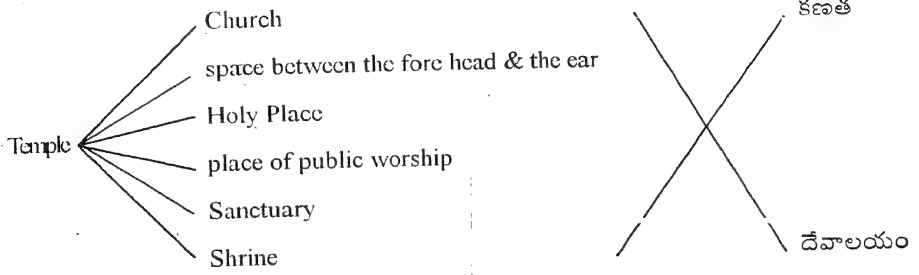 Church
కణత
space between the fore head & the ear
Holy Place
Temple
place of public worship
Sanctuary
దేవాలయం
Shrine